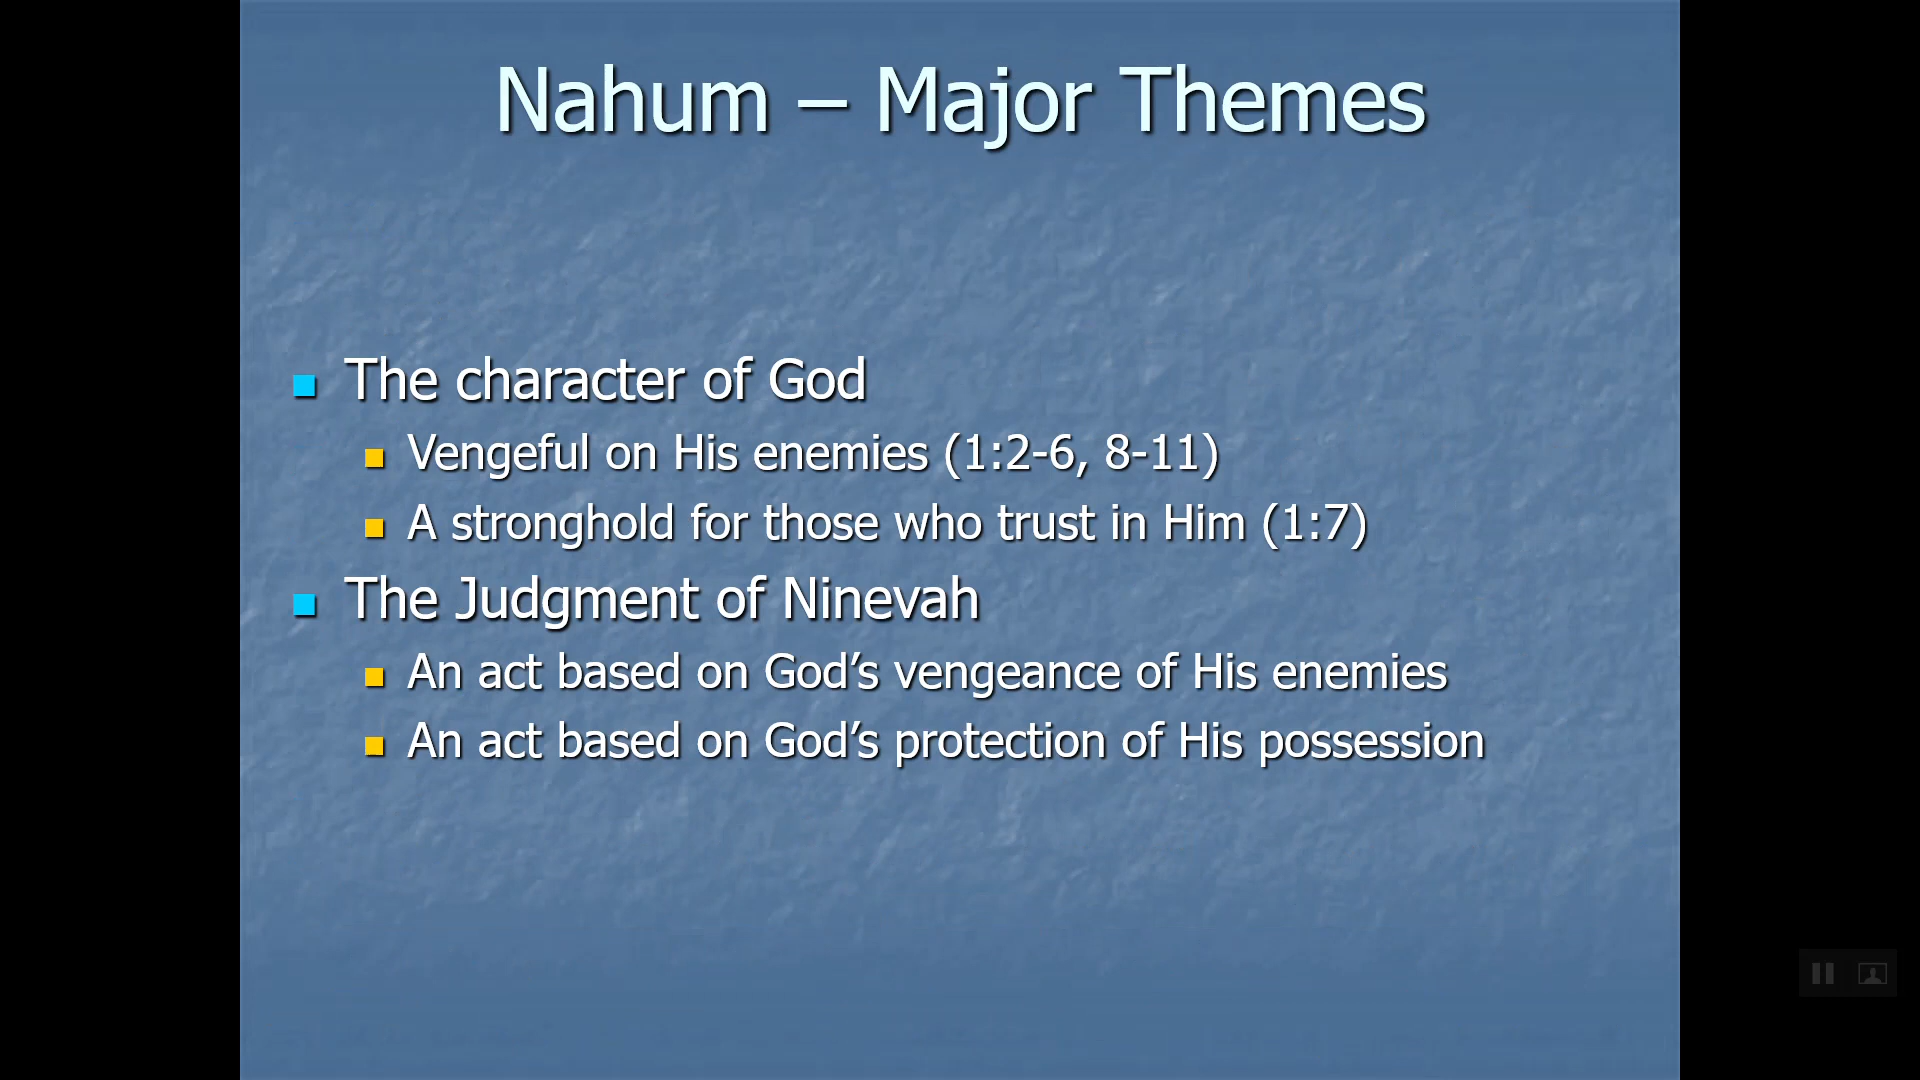 Nahum – Major Themes
The character of God
Vengeful on His enemies (1:2-6, 8-11)
A stronghold for those who trust in Him (1:7)
The Judgment of Ninevah
An act based on God’s vengeance of His enemies
An act based on God’s protection of His possession